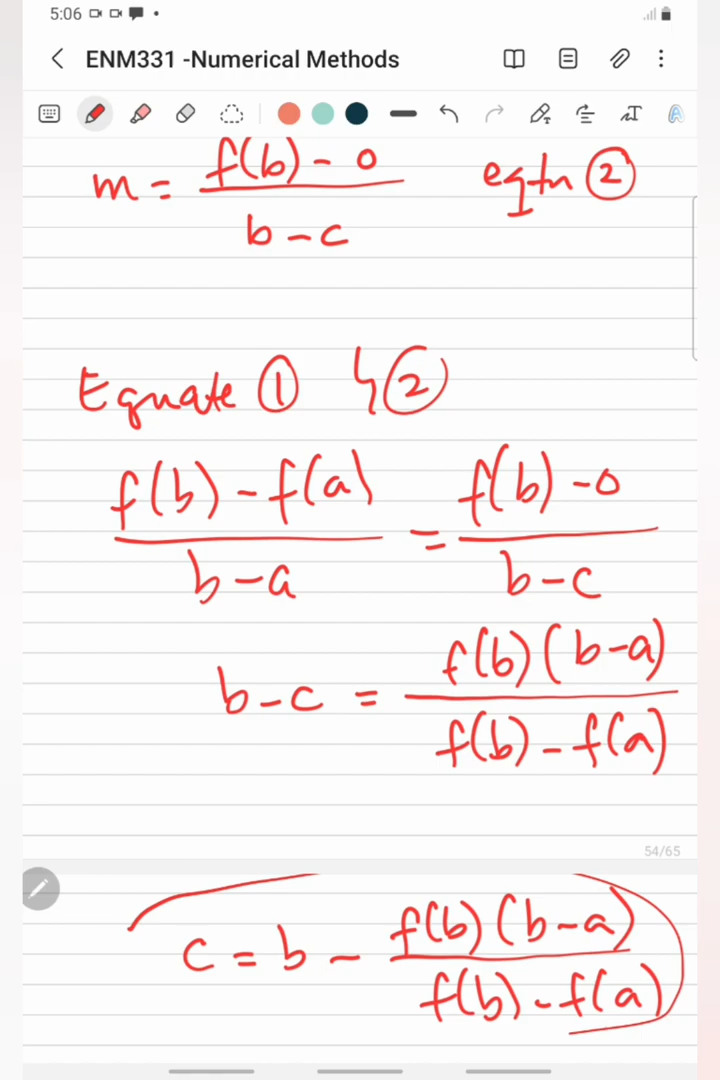 5:06
ENM331 -Numerical Methods
m = f(b) - 0 / b - c eqtn ②
Equate ① & ②
f(b) - f(a) / b - a = f(b) - 0 / b - c
b - c = f(b)(b-a) / f(b) - f(a)
54/65
c = b - f(b)(b-a) / f(b) - f(a)